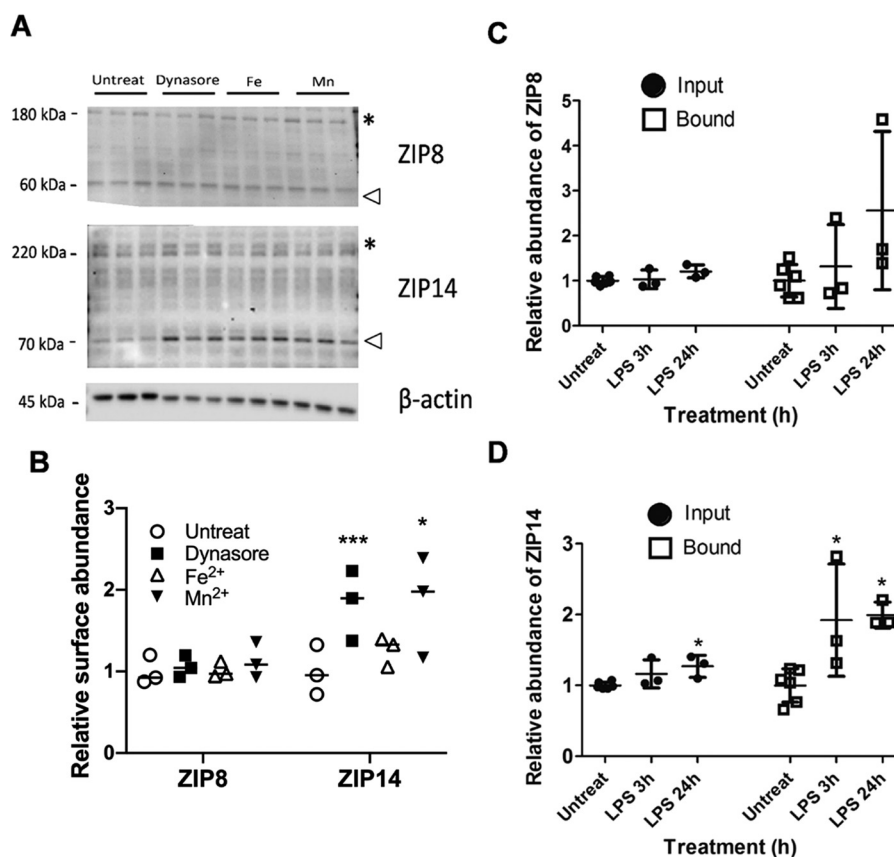 A
Untreat Dynasore Fe Mn
180 kDa - *
ZIP8
60 kDa -
220 kDa - *
ZIP14
70 kDa -
45 kDa - β-actin
B
Relative surface abundance
3
2
1
0
Untreat
Dynasore
Fe2+
Mn2+
***
*
ZIP8 ZIP14
C
Input
Bound
Relative abundance of ZIP8
5
4
3
2
1
0
Untreat LPS 3h LPS 24h Untreat LPS 3h LPS 24h
Treatment (h)
D
Input
Bound
Relative abundance of ZIP14
3
2
1
0
* * *
Untreat LPS 3h LPS 24h Untreat LPS 3h LPS 24h
Treatment (h)